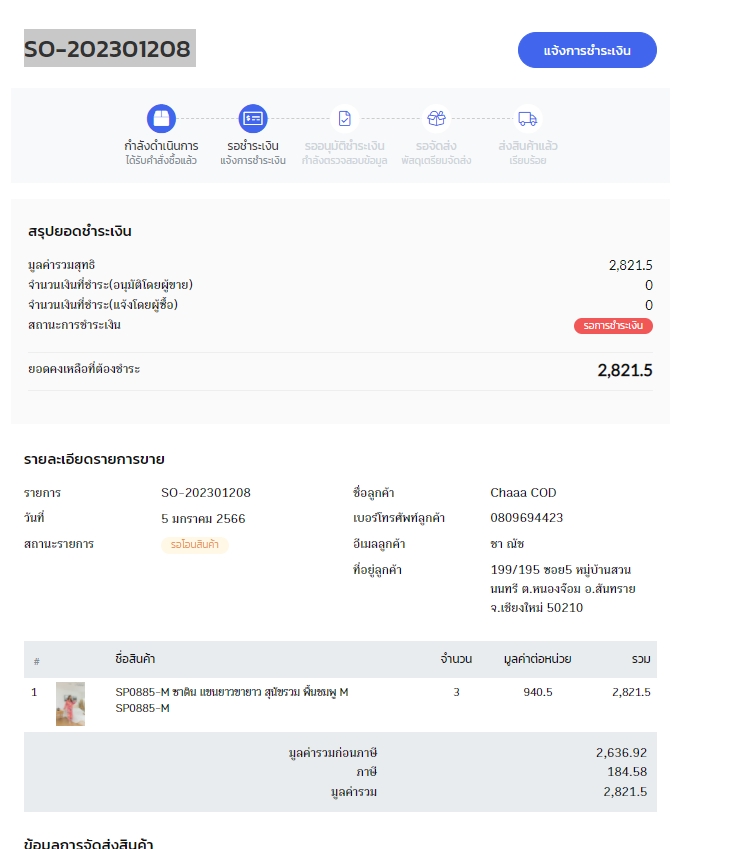 SO-202301208
แจ้งการชำระเงิน
กำลังดำเนินการ
ได้รับคำสั่งซื้อแล้ว
รอชำระเงิน
แจ้งการชำระเงิน
รออนุมัติชำระเงิน
กำลังตรวจสอบข้อมูล
รอจัดส่ง
พัสดุเตรียมจัดส่ง
ส่งสินค้าแล้ว
เรียบร้อย
สรุปยอดชำระเงิน
มูลค่ารวมสุทธิ 2,821.5
จำนวนเงินที่ชำระ(อนุมัติโดยผู้ขาย) 0
จำนวนเงินที่ชำระ(แจ้งโดยผู้ซื้อ) 0
สถานะการชำระเงิน รอการชำระเงิน
ยอดคงเหลือที่ต้องชำระ 2,821.5
รายละเอียดรายการขาย
รายการ SO-202301208
วันที่ 5 มกราคม 2566
สถานะรายการ รอโอนสินค้า
ชื่อลูกค้า Chaaa COD
เบอร์โทรศัพท์ลูกค้า 0809694423
อีเมลลูกค้า ชา ณัช
ที่อยู่ลูกค้า 199/195 ซอย5 หมู่บ้านสวน
นนทรี ต.หนองจ๊อม อ.สันทราย
จ.เชียงใหม่ 50210
# ชื่อสินค้า จำนวน มูลค่าต่อหน่วย รวม
1 SP0885-M ซาติน แขนยาวขายาว สุนัขรวม พื้นชมพู M 3 940.5 2,821.5
SP0885-M
มูลค่ารวมก่อนภาษี 2,636.92
ภาษี 184.58
มูลค่ารวม 2,821.5
ข้อมูลการจัดส่งสินค้า